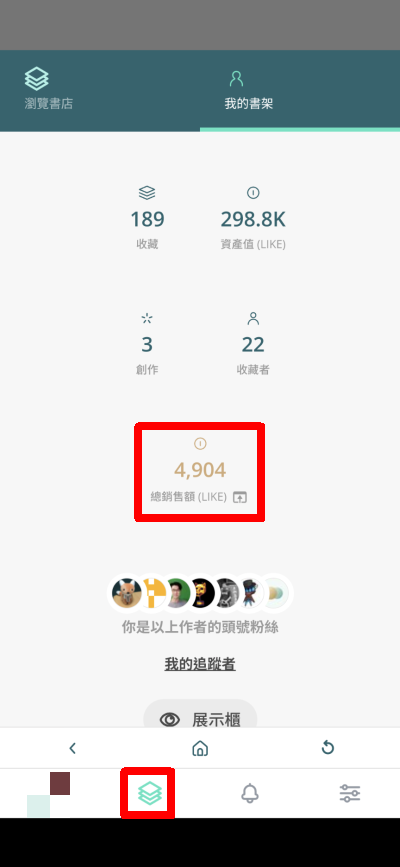 瀏覽書店
我的書架
189
298.8K
收藏
資產值 (LIKE)
3
22
創作
收藏者
4,904
總銷售額 (LIKE)
你是以上作者的頭號粉絲
我的追蹤者
展示櫃